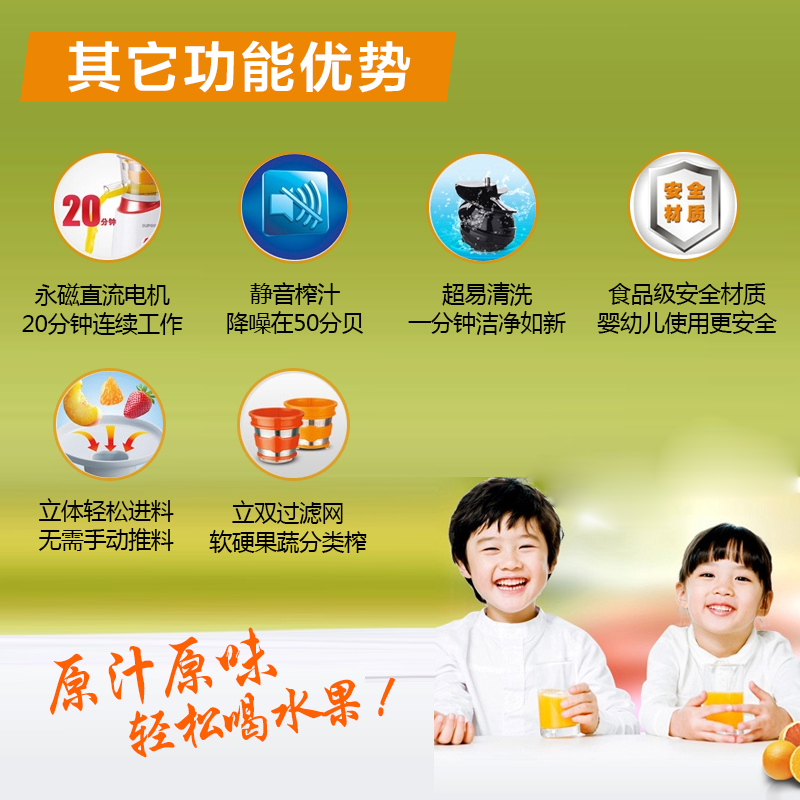 其它功能优势
20分钟
安全
材质
永磁直流电机
20分钟连续工作
静音榨汁
降噪在50分贝
超易清洗
一分钟洁净如新
食品级安全材质
婴幼儿使用更安全
立体轻松进料
无需手动推料
立双过滤网
软硬果蔬分类榨
原汁原味
轻松喝水果！